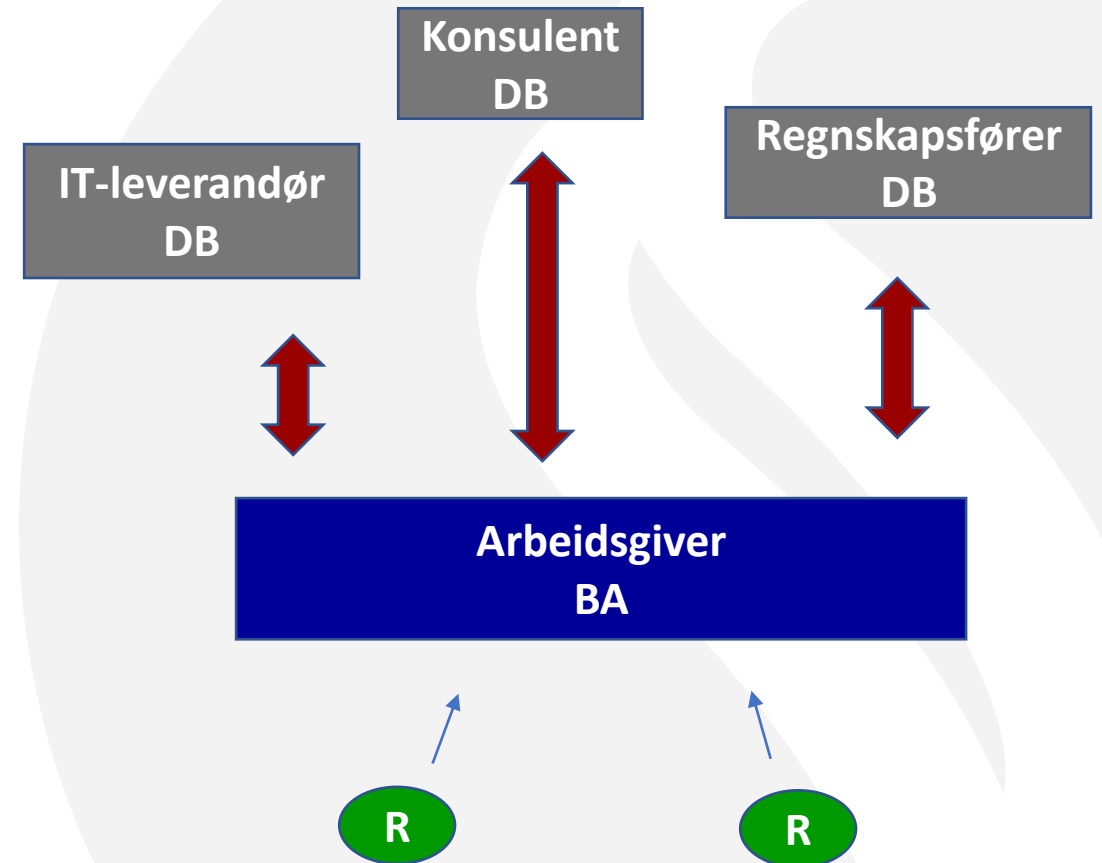 Konsulent
DB
IT-leverandør
DB
Regnskapsfører
DB
Arbeidsgiver
BA
R
R